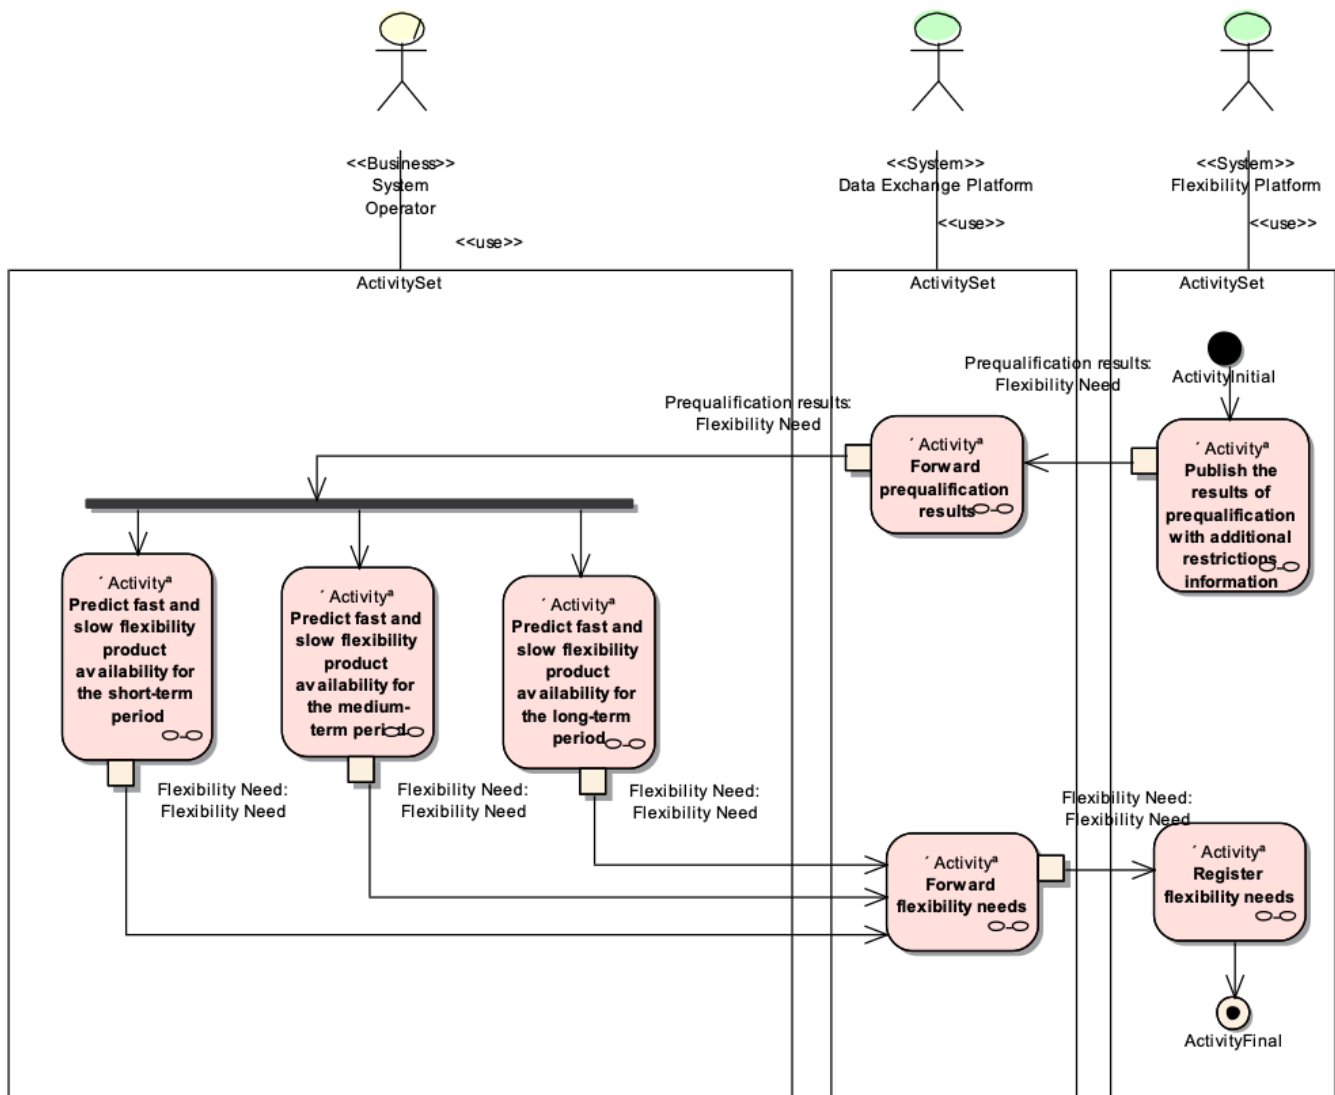 <<Business>>
System
Operator
<<use>>
<<System>>
Data Exchange Platform
<<use>>
<<System>>
Flexibility Platform
<<use>>
ActivitySet
ActivitySet
ActivitySet
ActivityInitial
Prequalification results:
Flexibility Need
Prequalification results:
Flexibility Need
´ Activityª
Publish the
results of
prequalification
with additional
restrictions
information
´ Activityª
Forward
prequalification
results
´ Activityª
Predict fast and
slow flexibility
product
availability for
the short-term
period
´ Activityª
Predict fast and
slow flexibility
product
availability for
the medium-
term period
´ Activityª
Predict fast and
slow flexibility
product
availability for
the long-term
period
Flexibility Need:
Flexibility Need
Flexibility Need:
Flexibility Need
Flexibility Need:
Flexibility Need
Flexibility Need:
Flexibility Need
´ Activityª
Forward
flexibility needs
´ Activityª
Register
flexibility needs
ActivityFinal